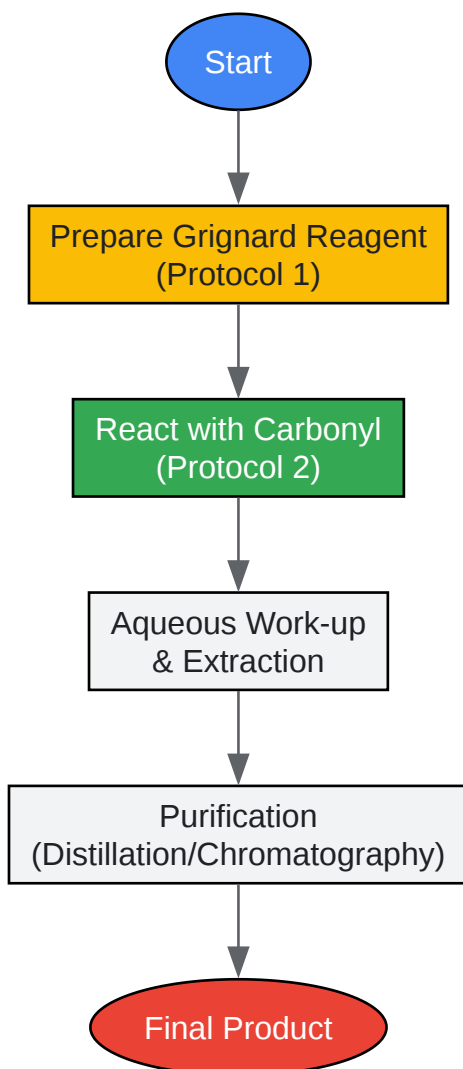 Start
Prepare Grignard Reagent
(Protocol 1)
React with Carbonyl
(Protocol 2)
Aqueous Work-up
& Extraction
Purification
(Distillation/Chromatography)
Final Product